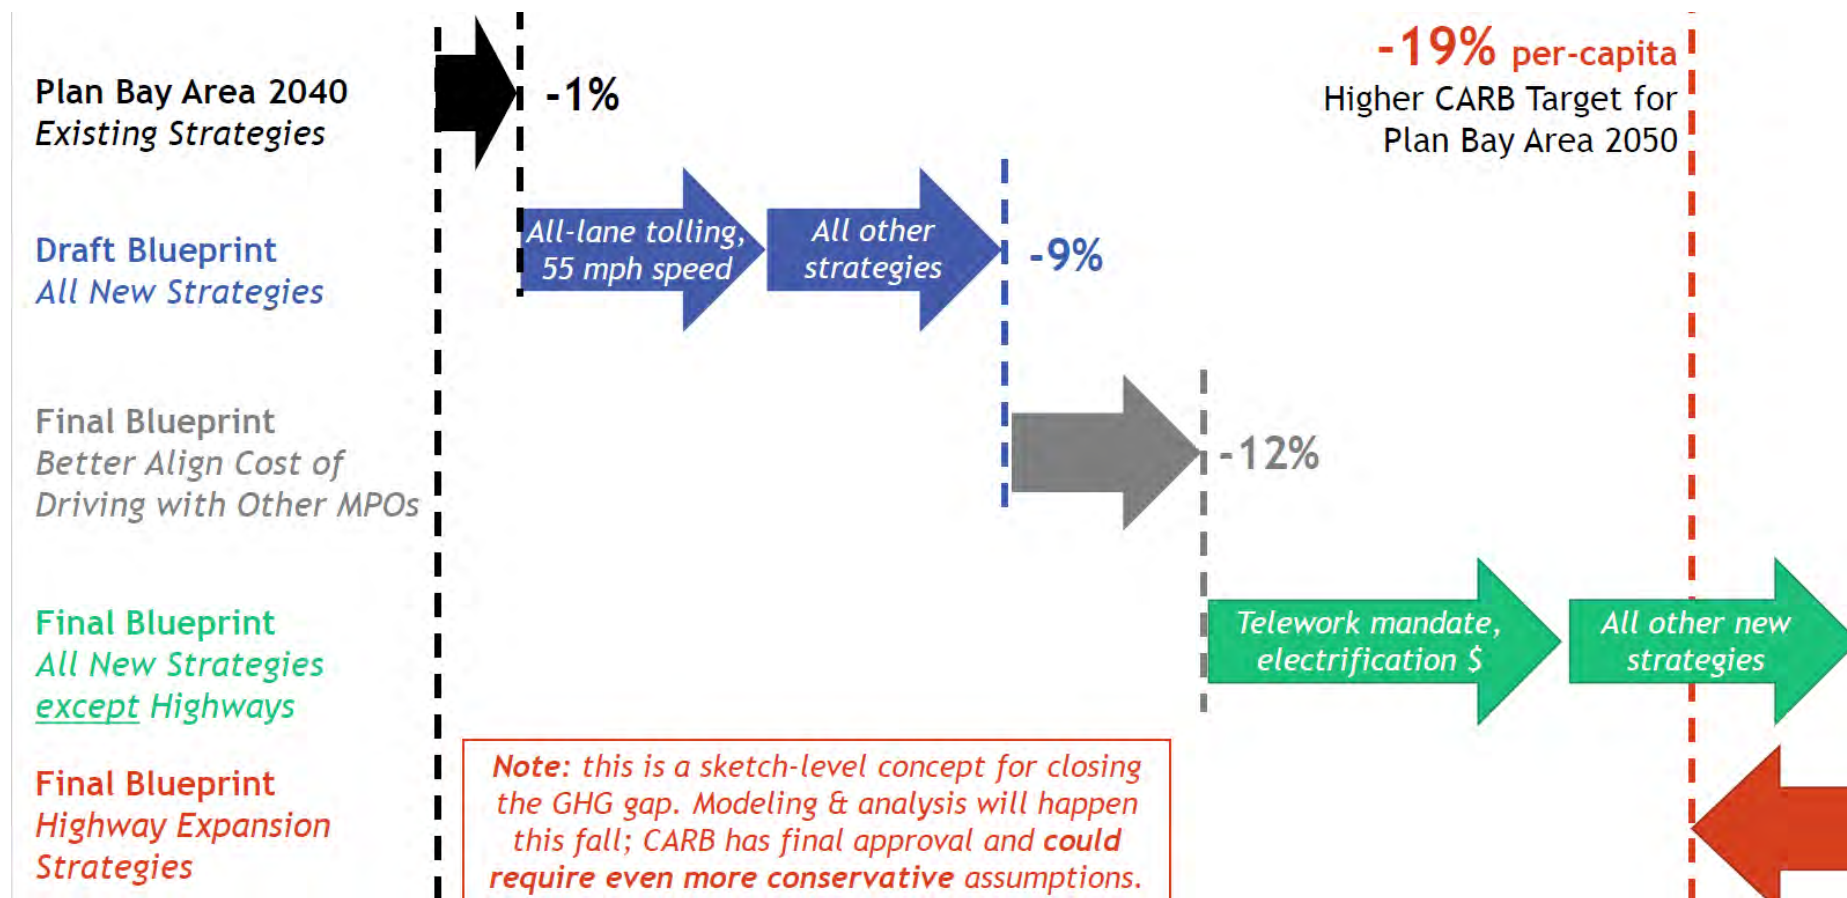 Plan Bay Area 2040
Existing Strategies
-1%
-19% per-capita
Higher CARB Target for
Plan Bay Area 2050
Draft Blueprint
All New Strategies
All-lane tolling,
55 mph speed
All other
strategies
-9%
Final Blueprint
Better Align Cost of
Driving with Other MPOs
-12%
Final Blueprint
All New Strategies
except Highways
Telework mandate,
electrification $
All other new
strategies
Final Blueprint
Highway Expansion
Strategies
Note: this is a sketch-level concept for closing
the GHG gap. Modeling & analysis will happen
this fall; CARB has final approval and could
require even more conservative assumptions.